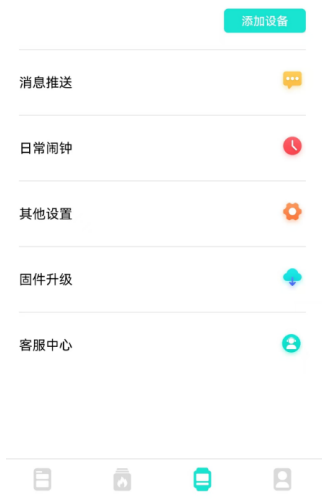 添加设备
消息推送
日常闹钟
其他设置
固件升级
客服中心